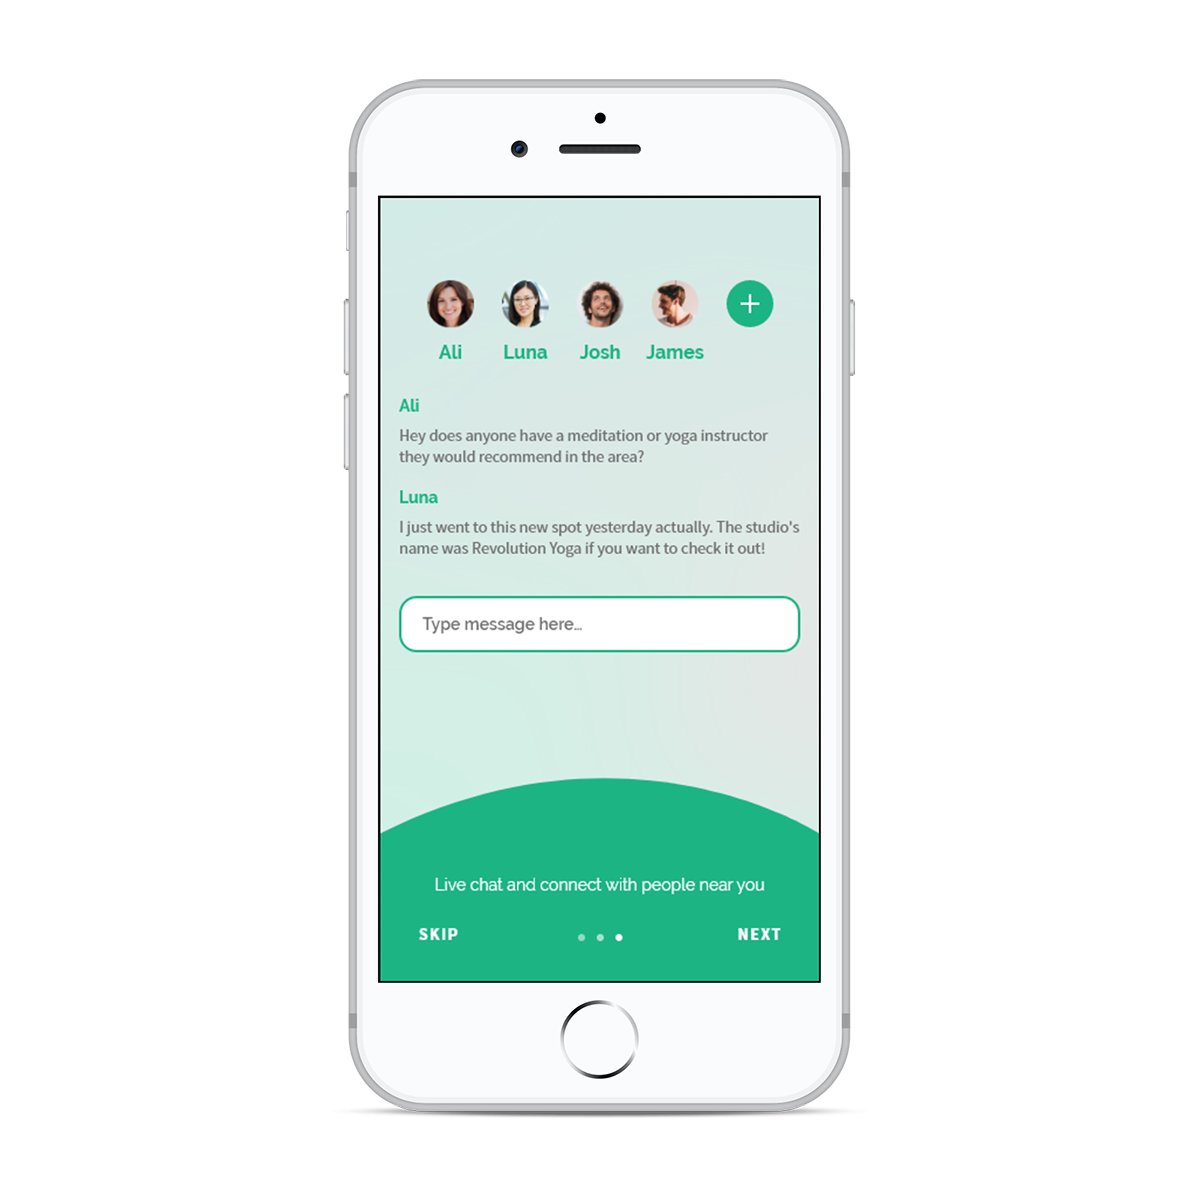 Ali Luna Josh James
Ali
Hey does anyone have a meditation or yoga instructor
they would recommend in the area?
Luna
I just went to this new spot yesterday actually. The studio's
name was Revolution Yoga if you want to check it out!
Type message here...
Live chat and connect with people near you
SKIP NEXT